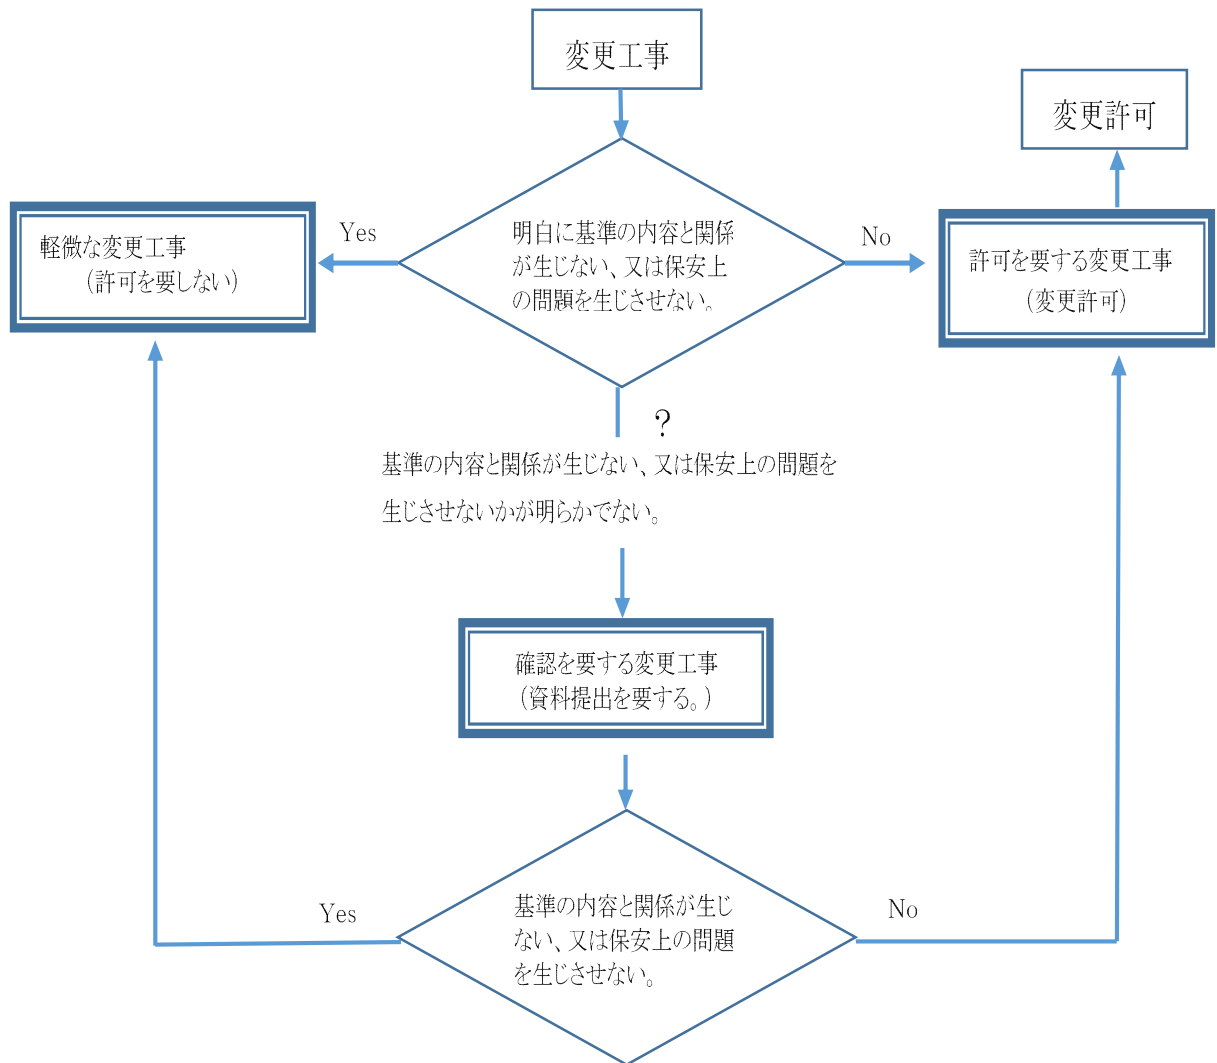 変更工事
変更許可
Yes
明白に基準の内容と関係
が生じない、又は保安上
の問題を生じさせない。
No
軽微な変更工事
（許可を要しない）
許可を要する変更工事
（変更許可）
？
基準の内容と関係が生じない、又は保安上の問題を
生じさせないかが明らかでない。
確認を要する変更工事
（資料提出を要する。）
Yes
基準の内容と関係が生じ
ない、又は保安上の問題
を生じさせない。
No